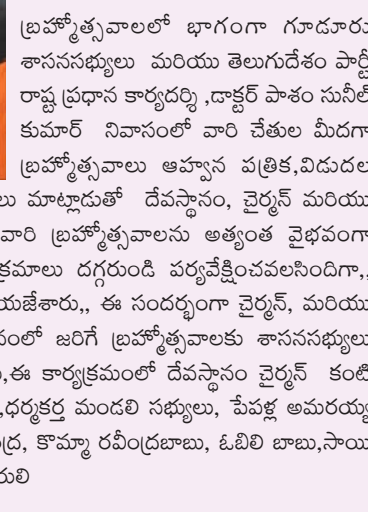 బ్రహ్మోత్సవాలలో భాగంగా గూడూరు
శాసనసభ్యులు మరియు తెలుగుదేశం పార్టీ
రాష్ట ప్రధాన కార్యదర్శి ,డాక్టర్ పాశం సునీల్
కుమార్ నివాసంలో వారి చేతుల మీదగా
బ్రహ్మోత్సవాలు ఆహ్వన పత్రిక,విడుదల
లు మాట్లాడుతో దేవస్థానం, చైర్మన్ మరియు
వారి బ్రహ్మోత్సవాలను అత్యంత వైభవంగా
క్రమాలు దగ్గరుండి పర్యవేక్షించవలసిందిగా,,
యజేశారు,, ఈ సందర్భంగా చైర్మన్, మరియు
నంలో జరిగే బ్రహ్మోత్సవాలకు శాసనసభ్యులు
,ఈ కార్యక్రమంలో దేవస్థానం చైర్మన్ కంటి
,ధర్మకర్త మండలి సభ్యులు, పేపళ్ల అమరయ్య
ంద్ర, కొమ్మా రవీంద్రబాబు, ఓబిలి బాబు,సాయి
రులి